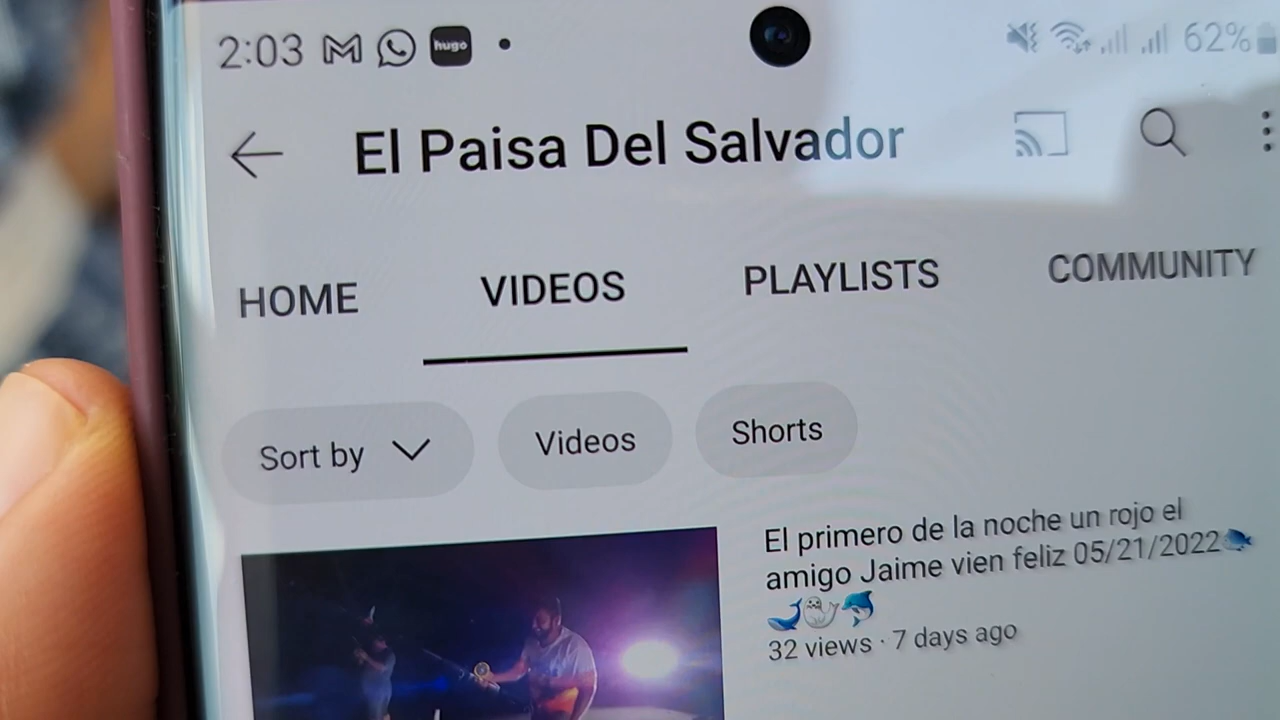 2:03 hugo 62%
El Paisa Del Salvador
HOME VIDEOS PLAYLISTS COMMUNITY
Sort by Videos Shorts
El primero de la noche un rojo el
amigo Jaime vien feliz 05/21/2022🐟
🐋🦭🐬
32 views · 7 days ago